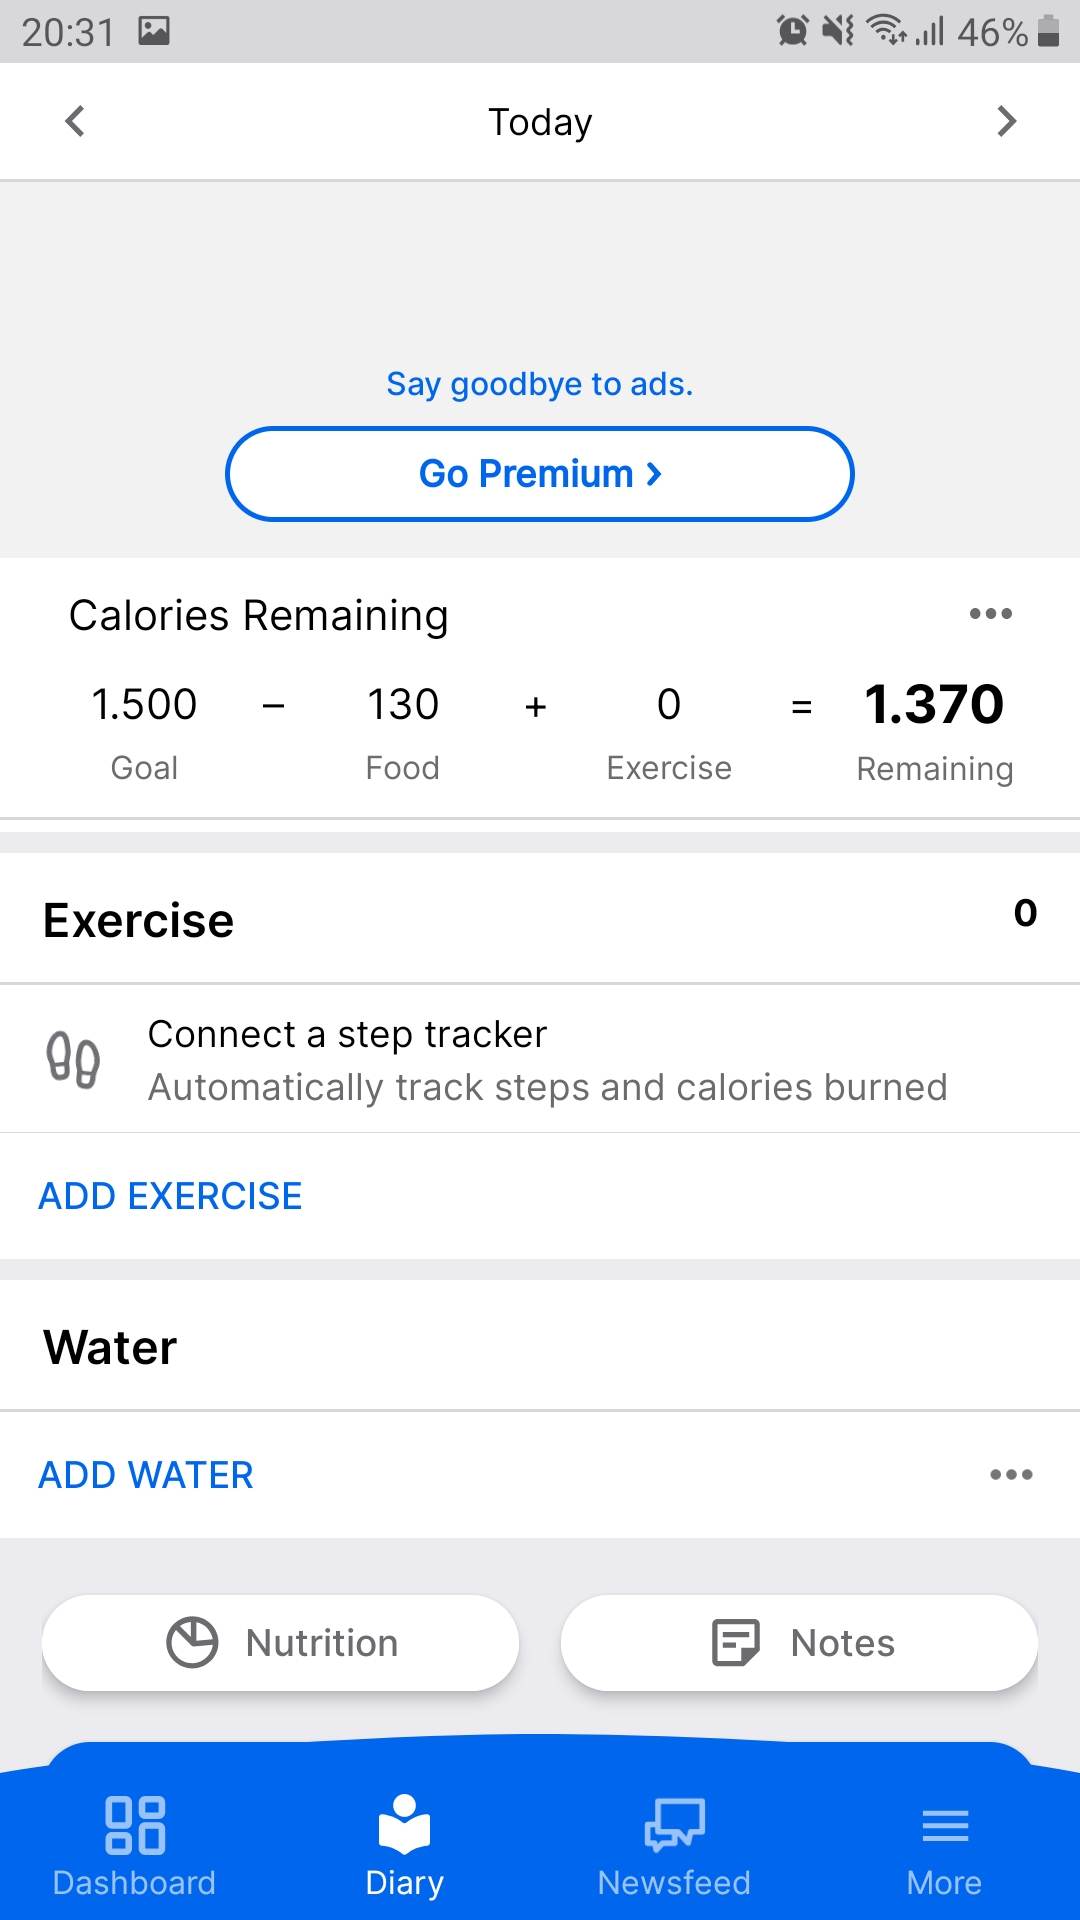 20:31 46%
Today
Say goodbye to ads.
Go Premium
Calories Remaining
1.500 – 130 + 0 = 1.370
Goal Food Exercise Remaining
Exercise 0
Connect a step tracker
Automatically track steps and calories burned
ADD EXERCISE
Water
ADD WATER
Nutrition Notes
Dashboard Diary Newsfeed More